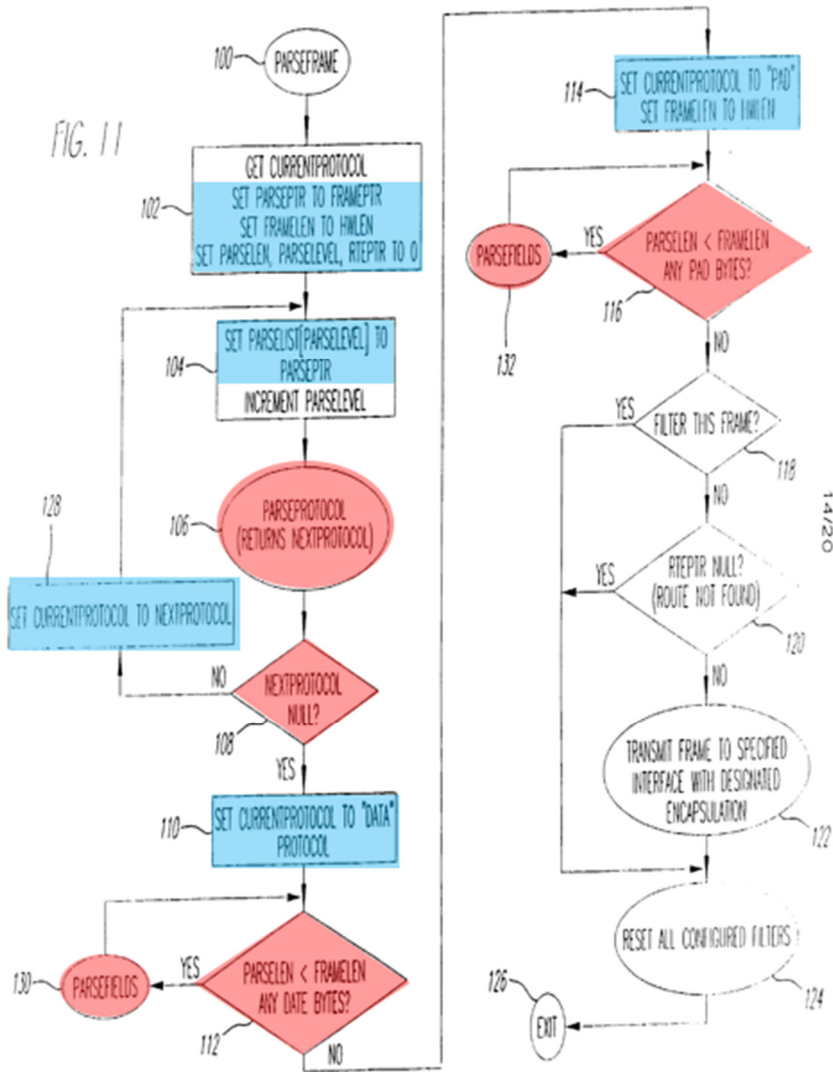 FIG. 11
100
PARSEFRAME
102
GET CURRENTPROTOCOL
SET PARSEPTR TO FRAMEPTR
SET FRAMELEN TO HWLEN
SET PARSELEN, PARSELEVEL, RTEPTR TO 0
104
SET PARSELIST[PARSELEVEL] TO
PARSEPTR
INCREMENT PARSELEVEL
106
PARSEPROTOCOL
(RETURNS NEXTPROTOCOL)
128
SET CURRENTPROTOCOL TO NEXTPROTOCOL
NO
NEXTPROTOCOL
NULL?
108
YES
110
SET CURRENTPROTOCOL TO "DATA"
PROTOCOL
130
PARSEFIELDS
YES
PARSELEN < FRAMELEN
ANY DATE BYTES?
112
NO
114
SET CURRENTPROTOCOL TO "PAD"
SET FRAMELEN TO HWLEN
PARSEFIELDS
132
YES
PARSELEN < FRAMELEN
ANY PAD BYTES?
116
NO
YES
FILTER THIS FRAME?
118
NO
YES
RTEPTR NULL?
(ROUTE NOT FOUND)
120
NO
TRANSMIT FRAME TO SPECIFIED
INTERFACE WITH DESIGNATED
ENCAPSULATION
122
RESET ALL CONFIGURED FILTERS
124
126
EXIT
14/20